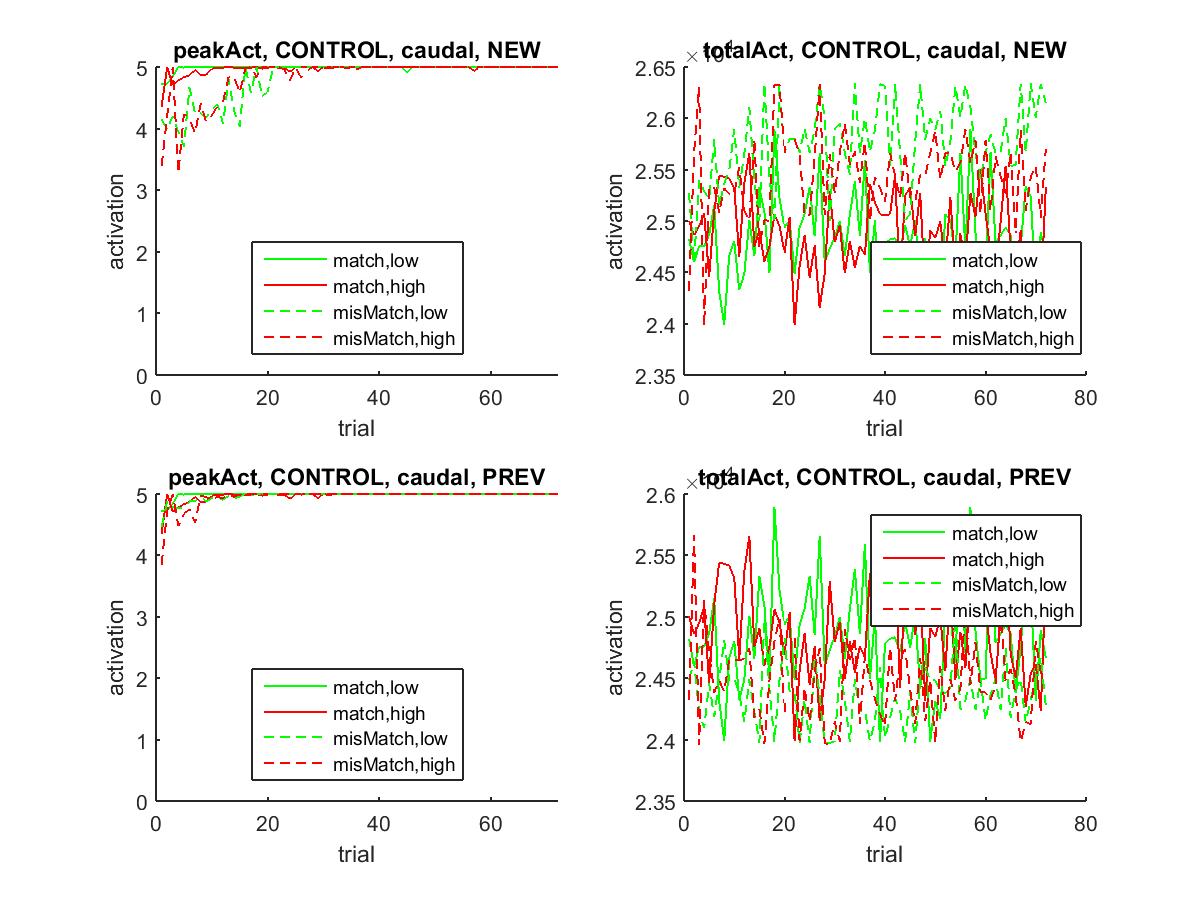 peakAct, CONTROL, caudal, NEW
5
4
3
2
1
0
activation
match,low
match,high
misMatch,low
misMatch,high
0 20 40 60
trial
totalAct, CONTROL, caudal, NEW
2.65
2.6
2.55
2.5
2.45
2.4
2.35
activation
match,low
match,high
misMatch,low
misMatch,high
0 20 40 60 80
trial
peakAct, CONTROL, caudal, PREV
5
4
3
2
1
0
activation
match,low
match,high
misMatch,low
misMatch,high
0 20 40 60
trial
totalAct, CONTROL, caudal, PREV
2.6
2.55
2.5
2.45
2.4
2.35
activation
match,low
match,high
misMatch,low
misMatch,high
0 20 40 60 80
trial